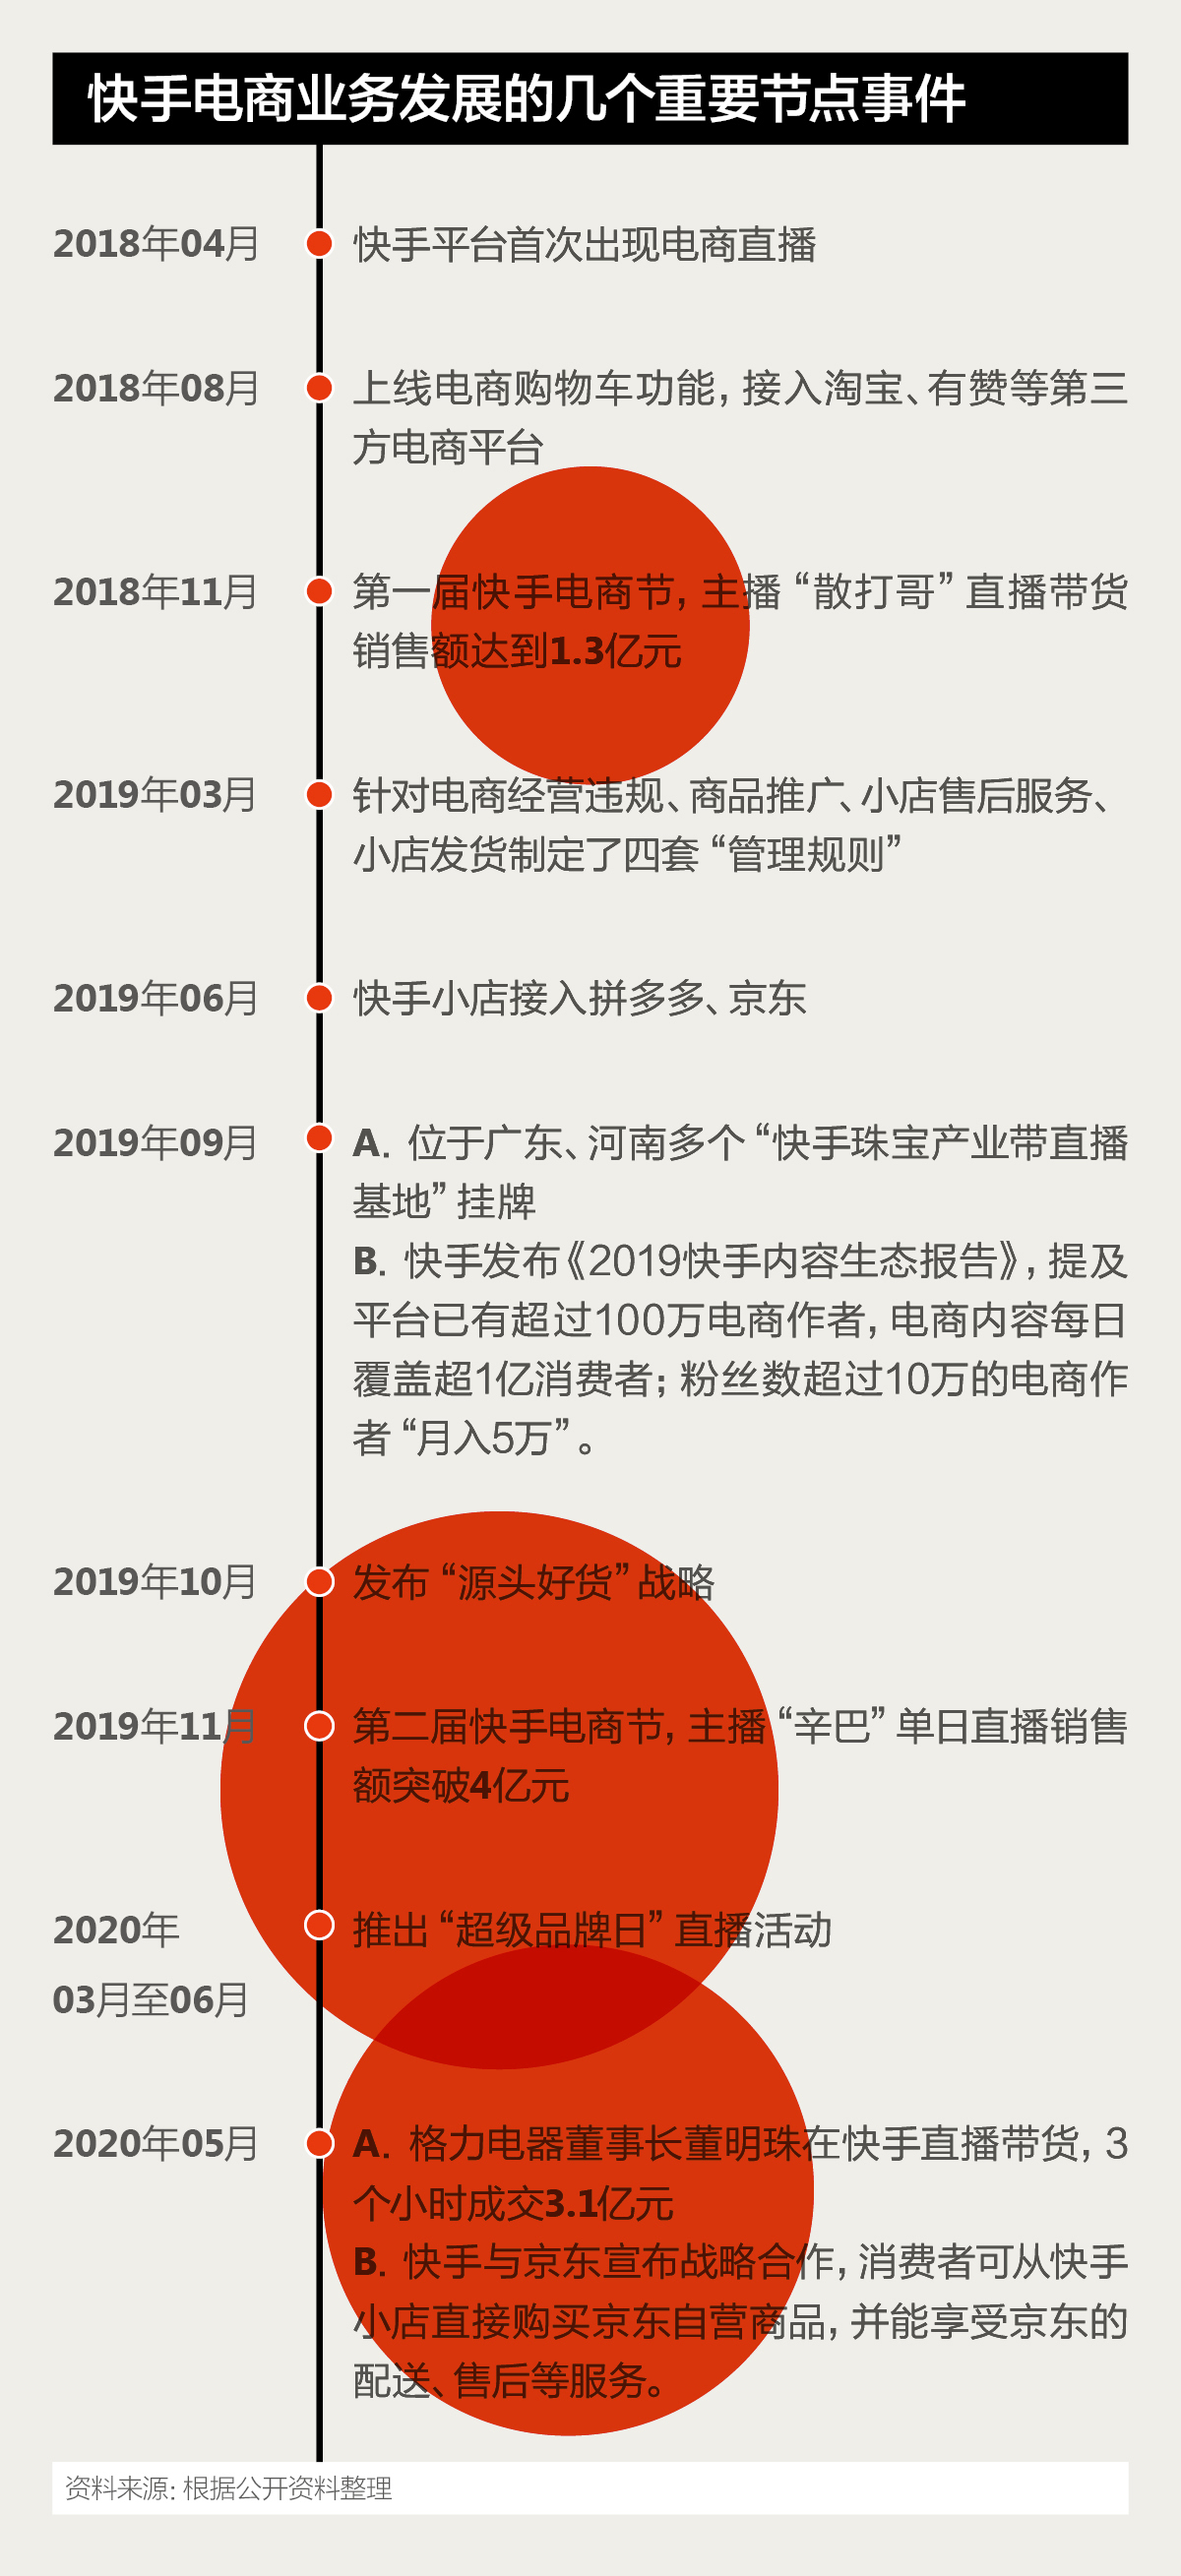 快手电商业务发展的几个重要节点事件
2018年04月
快手平台首次出现电商直播
2018年08月
上线电商购物车功能，接入淘宝、有赞等第三
方电商平台
2018年11月
第一届快手电商节，主播“散打哥”直播带货
销售额达到1.3亿元
2019年03月
针对电商经营违规、商品推广、小店售后服务、
小店发货制定了四套“管理规则”
2019年06月
快手小店接入拼多多、京东
2019年09月
A. 位于广东、河南多个“快手珠宝产业带直播
基地”挂牌
B. 快手发布《2019快手内容生态报告》，提及
平台已有超过100万电商作者，电商内容每日
覆盖超1亿消费者；粉丝数超过10万的电商作
者“月入5万”。
2019年10月
发布“源头好货”战略
2019年11月
第二届快手电商节，主播“辛巴”单日直播销售
额突破4亿元
2020年
03月至06月
推出“超级品牌日”直播活动
2020年05月
A. 格力电器董事长董明珠在快手直播带货，3
个小时成交3.1亿元
B. 快手与京东宣布战略合作，消费者可从快手
小店直接购买京东自营商品，并能享受京东的
配送、售后等服务。
资料来源：根据公开资料整理